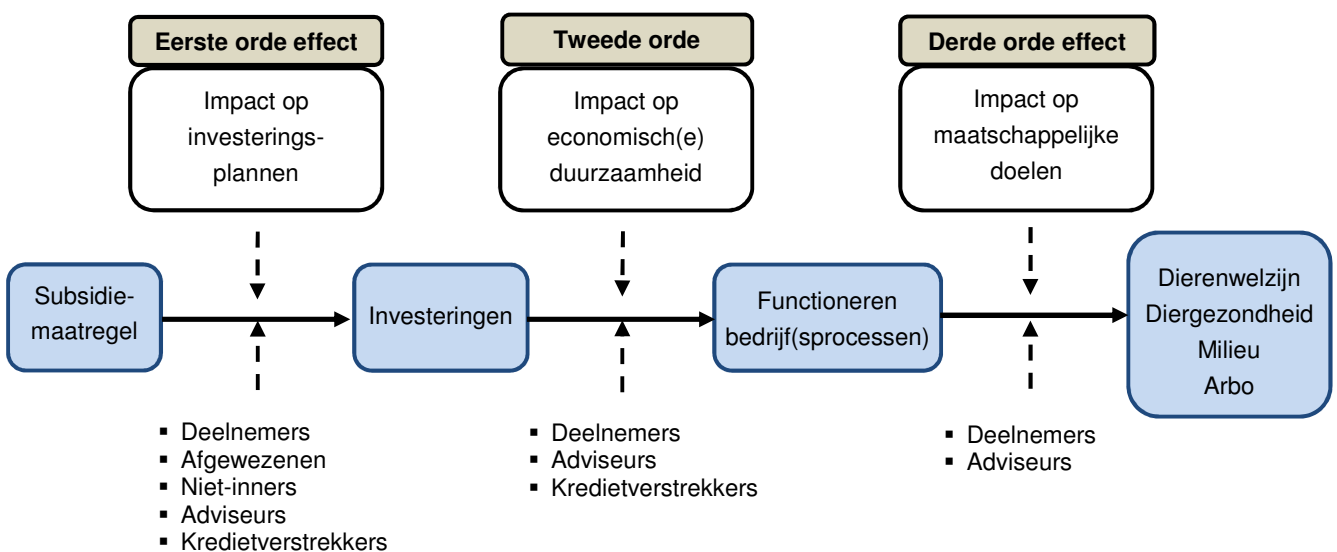 Eerste orde effect
Impact op
investerings-
plannen
Tweede orde
Impact op
economisch(e)
duurzaamheid
Derde orde effect
Impact op
maatschappelijke
doelen
Subsidie-
maatregel
Investeringen
Functioneren
bedrijf(sprocessen)
Dierenwelzijn
Diergezondheid
Milieu
Arbo
▪ Deelnemers
▪ Afgewezenen
▪ Niet-inners
▪ Adviseurs
▪ Kredietverstrekkers
▪ Deelnemers
▪ Adviseurs
▪ Kredietverstrekkers
▪ Deelnemers
▪ Adviseurs